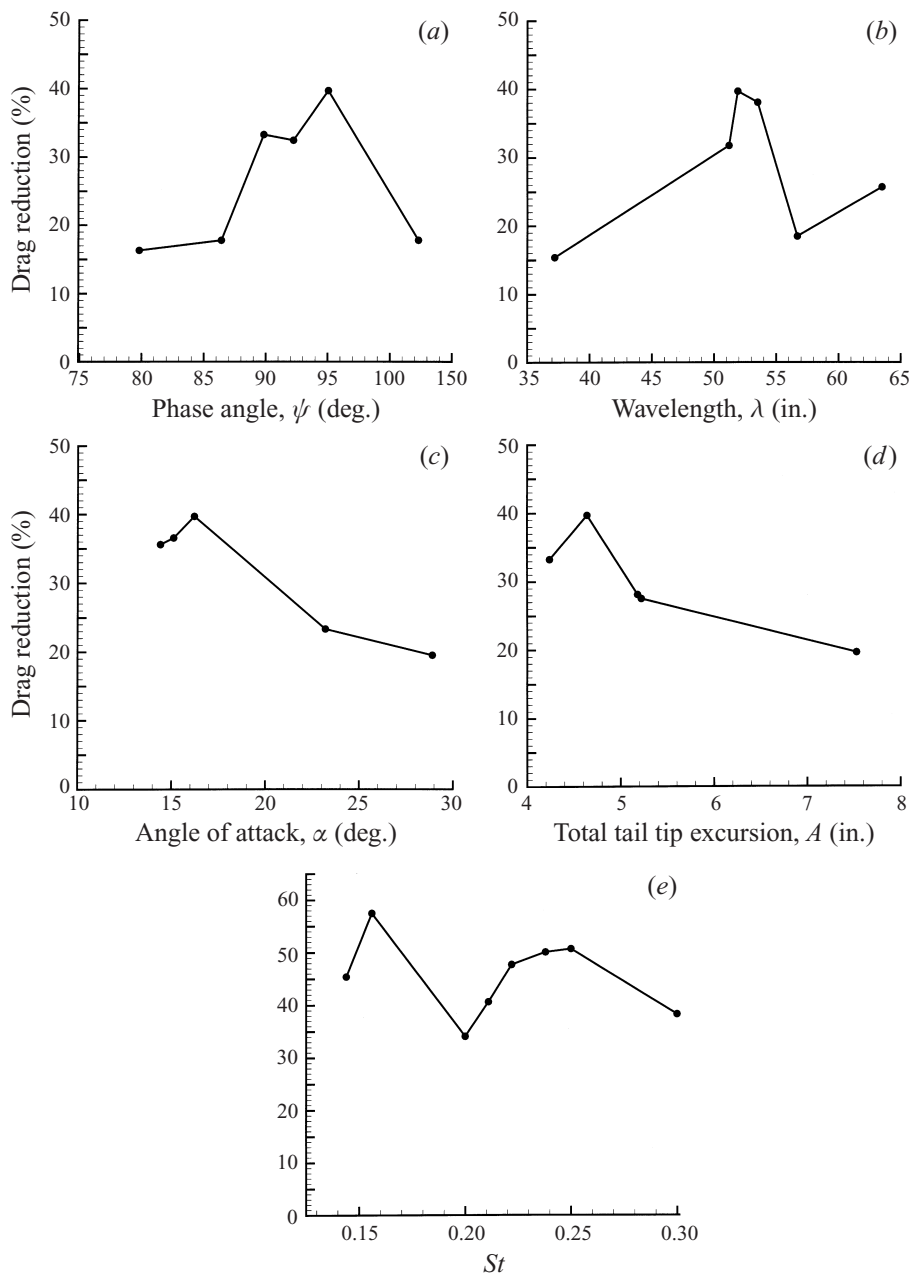 50 (a)
40
30
20
10
0
Drag reduction (%)
75 80 85 90 95 100 150
Phase angle, ψ (deg.)
50 (b)
40
30
20
10
0
35 40 45 50 55 60 65
Wavelength, λ (in.)
50 (c)
40
30
20
10
0
Drag reduction (%)
10 15 20 25 30
Angle of attack, α (deg.)
50 (d)
40
30
20
10
0
4 5 6 7 8
Total tail tip excursion, A (in.)
60 (e)
50
40
30
20
10
0
0.15 0.20 0.25 0.30
St